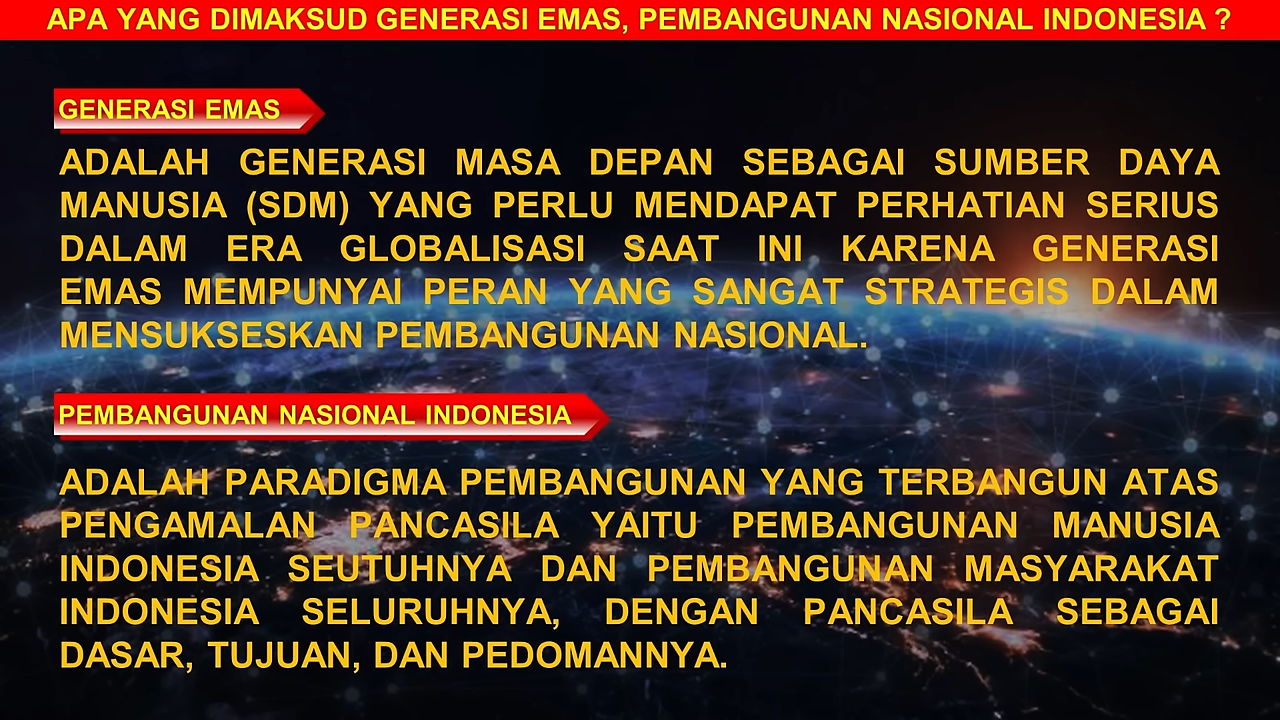 APA YANG DIMAKSUD GENERASI EMAS, PEMBANGUNAN NASIONAL INDONESIA ?
GENERASI EMAS
ADALAH GENERASI MASA DEPAN SEBAGAI SUMBER DAYA
MANUSIA (SDM) YANG PERLU MENDAPAT PERHATIAN SERIUS
DALAM ERA GLOBALISASI SAAT INI KARENA GENERASI
EMAS MEMPUNYAI PERAN YANG SANGAT STRATEGIS DALAM
MENSUKSESKAN PEMBANGUNAN NASIONAL.
PEMBANGUNAN NASIONAL INDONESIA
ADALAH PARADIGMA PEMBANGUNAN YANG TERBANGUN ATAS
PENGAMALAN PANCASILA YAITU PEMBANGUNAN MANUSIA
INDONESIA SEUTUHNYA DAN PEMBANGUNAN MASYARAKAT
INDONESIA SELURUHNYA, DENGAN PANCASILA SEBAGAI
DASAR, TUJUAN, DAN PEDOMANNYA.